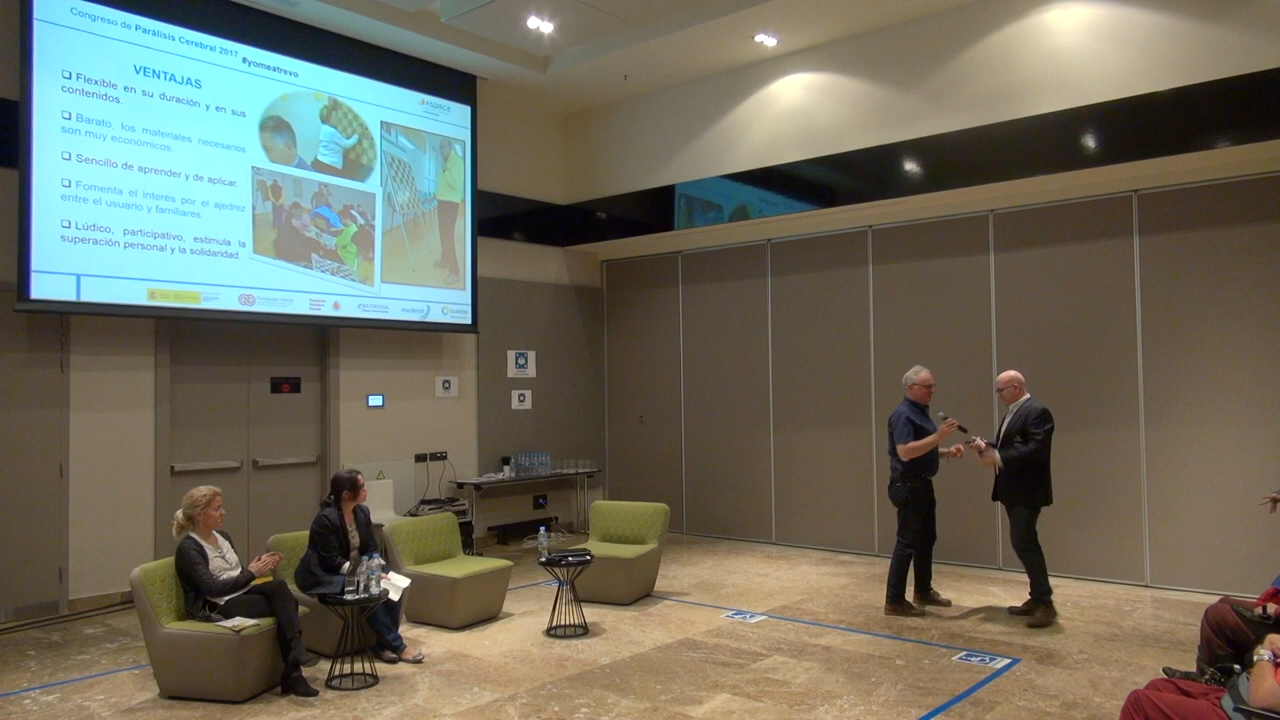 Congreso de Parálisis Cerebral 2017 #yomeatrevo
ASPACE
VENTAJAS
❑ Flexible en su duración y en sus
contenidos.
❑ Barato, los materiales necesarios
son muy económicos.
❑ Sencillo de aprender y de aplicar.
❑ Fomenta el interés por el ajedrez
entre el usuario y familiares.
❑ Lúdico, participativo, estimula la
superación personal y la solidaridad.